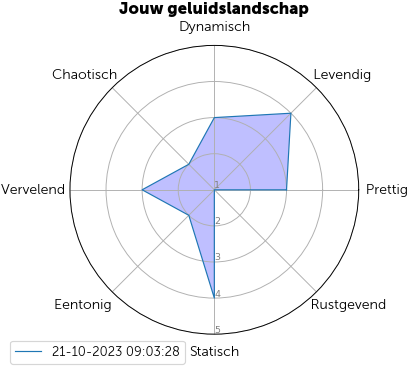 Jouw geluidslandschap
Dynamisch
Chaotisch
Levendig
Vervelend
1
Prettig
2
3
4
Eentonig
Rustgevend
5
21-10-2023 09:03:28
Statisch